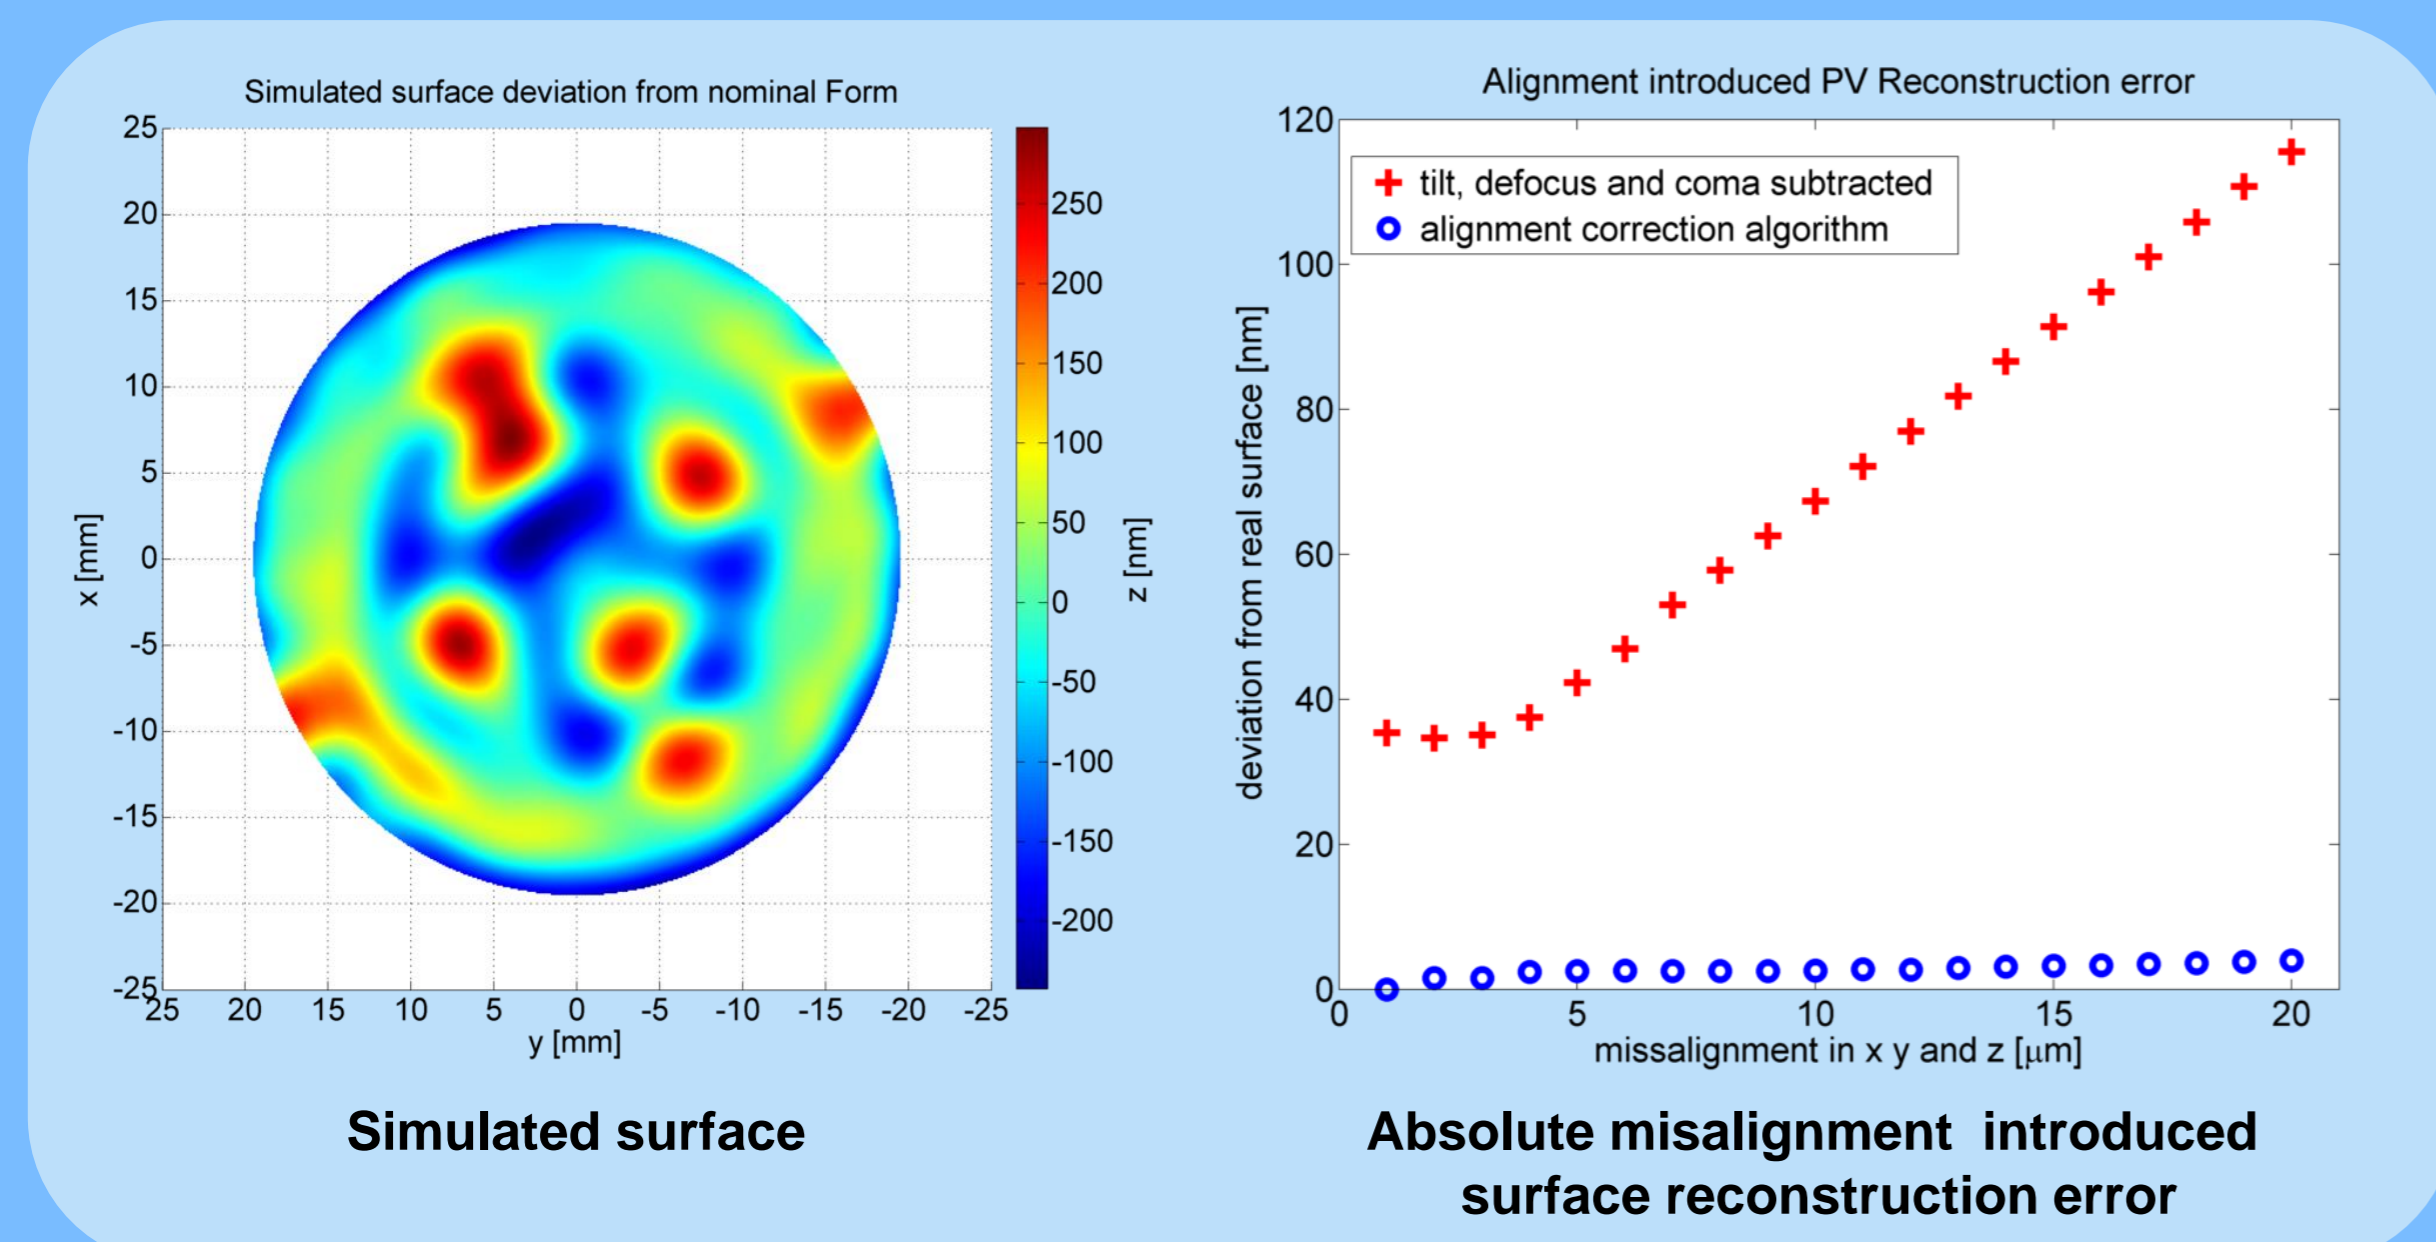 Simulated surface deviation from nominal Form
25
20
15
10
5
0
-5
-10
-15
-20
-25
x [mm]
25 20 15 10 5 0 -5 -10 -15 -20 -25
y [mm]
250
200
150
100
50
0
-50
-100
-150
-200
z [nm]
Simulated surface
Alignment introduced PV Reconstruction error
120
100
80
60
40
20
0
deviation from real surface [nm]
tilt, defocus and coma subtracted
alignment correction algorithm
0 5 10 15 20
missalignment in x y and z [μm]
Absolute misalignment introduced
surface reconstruction error